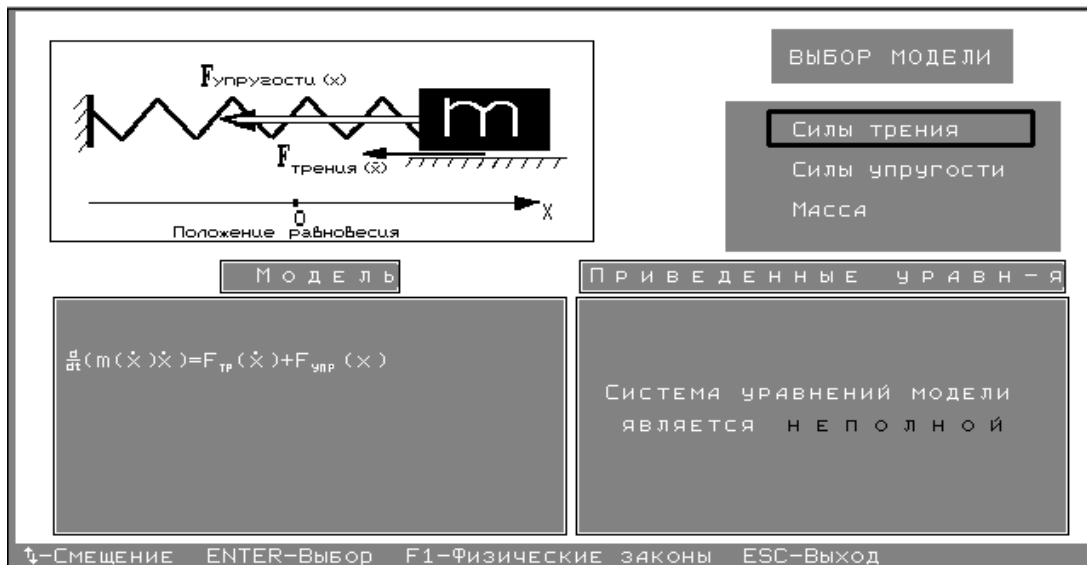 Fупругости (x)
m
Fтрения (ẋ)
0
X
Положение равновесия
ВЫБОР МОДЕЛИ
Силы трения
Силы упругости
Масса
Модель
d/dt(m(ẋ)ẋ)=Fтр(ẋ)+Fупр(x)
Приведенные уравн-я
Система уравнений модели
является НЕПОЛНОЙ
↑↓-Смещение ENTER-Выбор F1-Физические законы ESC-Выход